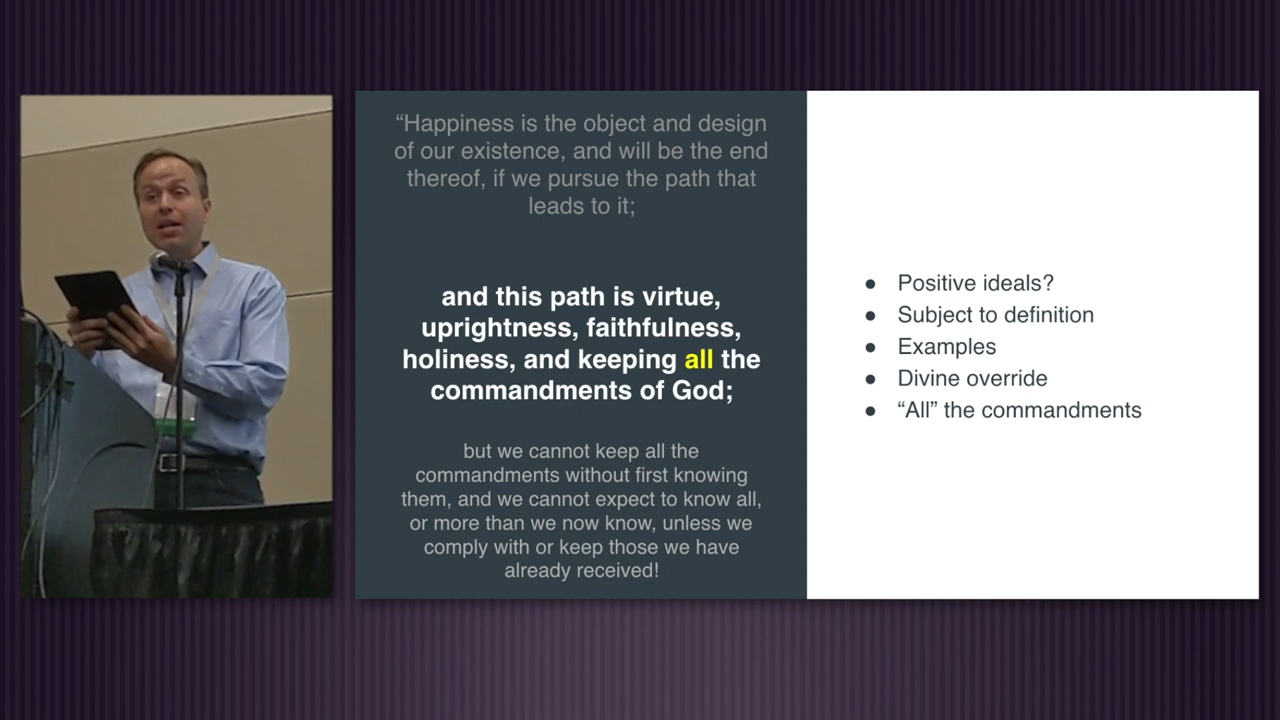 “Happiness is the object and design
of our existence, and will be the end
thereof, if we pursue the path that
leads to it;
and this path is virtue,
uprightness, faithfulness,
holiness, and keeping all the
commandments of God;
but we cannot keep all the
commandments without first knowing
them, and we cannot expect to know all,
or more than we now know, unless we
comply with or keep those we have
already received!
● Positive ideals?
● Subject to definition
● Examples
● Divine override
● “All” the commandments